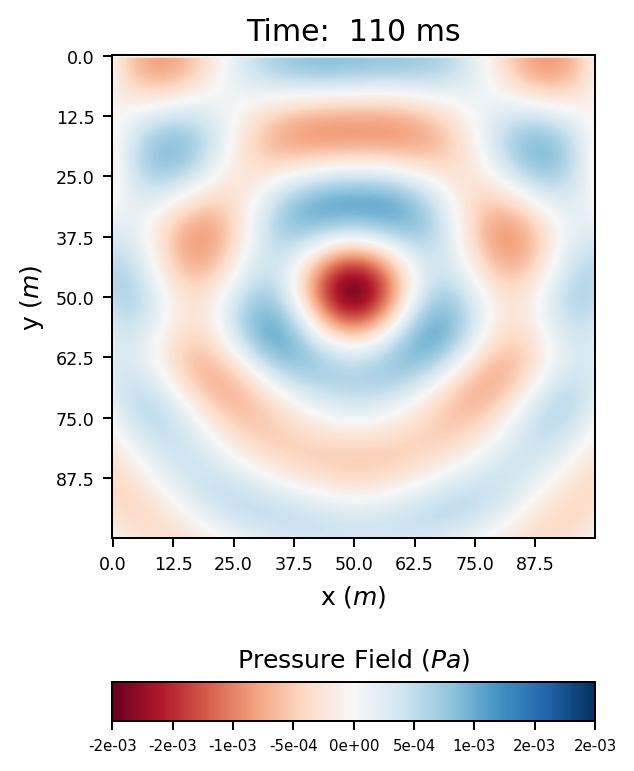 Time:  110 ms
0.0
12.5
25.0
37.5
50.0
62.5
75.0
87.5
y (m)
0.0 12.5 25.0 37.5 50.0 62.5 75.0 87.5
x (m)
Pressure Field (Pa)
-2e-03 -2e-03 -1e-03 -5e-04 0e+00 5e-04 1e-03 2e-03 2e-03